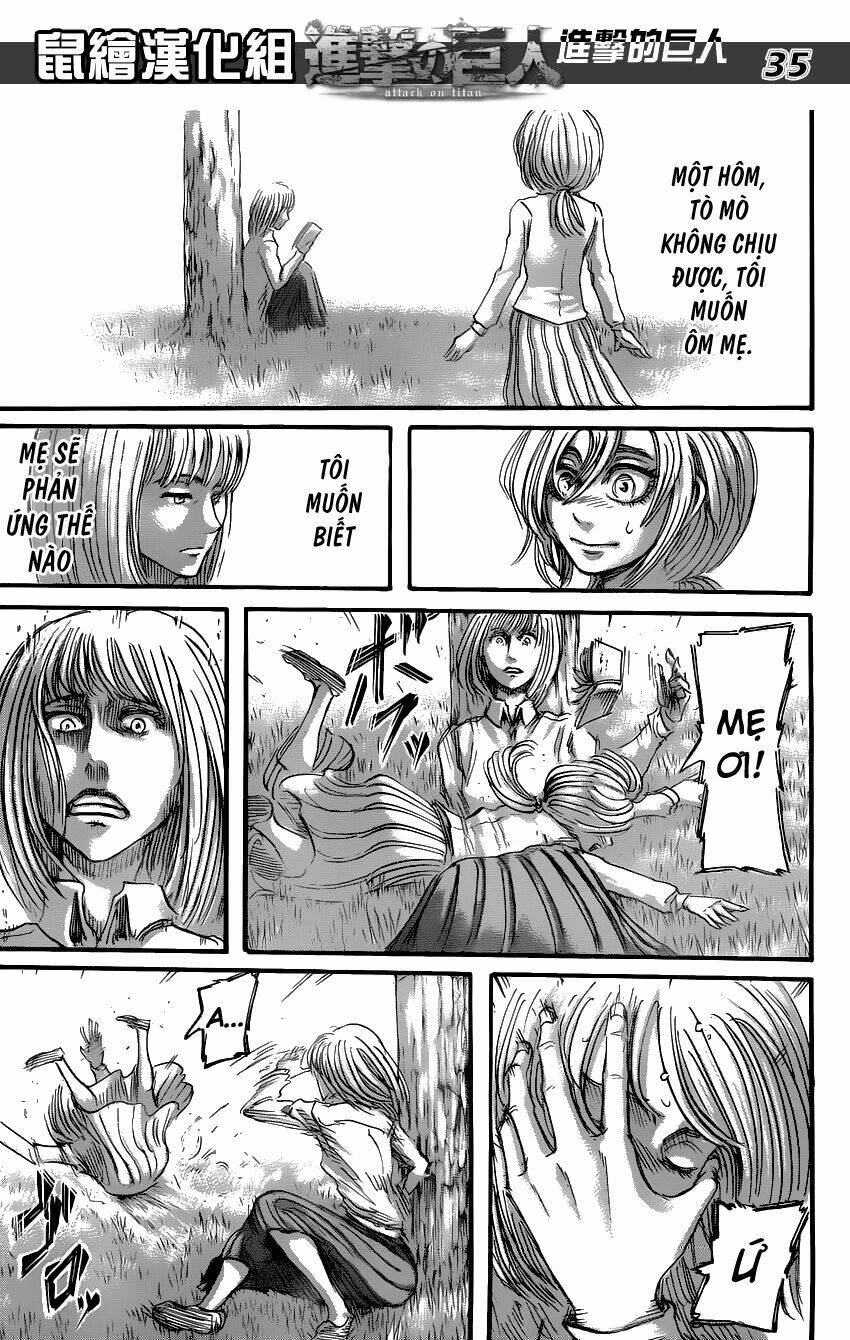 鼠繪漢化組
進撃の巨人
attack on titan
進擊的巨人
35
MỘT HÔM,
TÒ MÒ
KHÔNG CHỊU
ĐƯỢC, TÔI
MUỐN
ÔM MẸ.
TÔI
MUỐN
BIẾT
MẸ SẼ
PHẢN
ỨNG THẾ
NÀO
MẸ
ƠI!
Ứ
A...